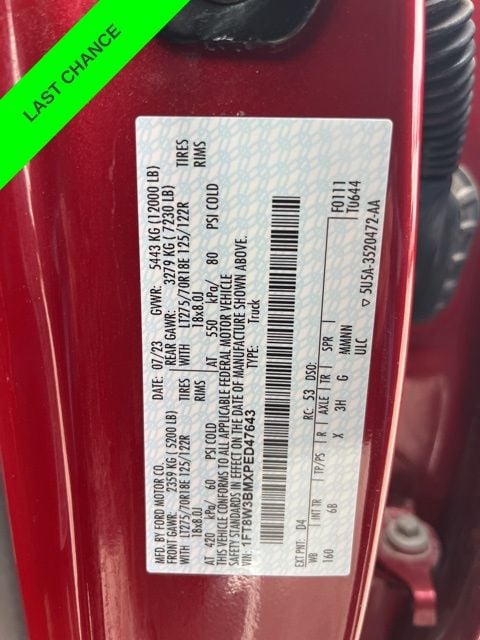 LAST CHANCE
MFD. BY FORD MOTOR CO.
DATE: 07/23 GVWR: 5443 KG (12000 LB)
FRONT GAWR: 2359 KG (5200 LB) REAR GAWR: 3279 KG (7230 LB)
LT275/70R18E 125/122R TIRES WITH LT275/70R18E 125/122R TIRES
18x8.0J RIMS 18x8.0J RIMS
AT 420 kPa/ 60 PSI COLD AT 550 kPa/ 80 PSI COLD
THIS VEHICLE CONFORMS TO ALL APPLICABLE FEDERAL MOTOR VEHICLE
SAFETY STANDARDS IN EFFECT ON THE DATE OF MANUFACTURE SHOWN ABOVE.
VIN: 1FT8W3BMXPED47643 TYPE: Truck
F0111
TU644
EXT PNT: D4 RC: 53 DSO:
WB INT TR TP/PS R AXLE TR SPR
160 6B X 3H G MMMNN
ULC
▽ 5U5A-3520472-AA